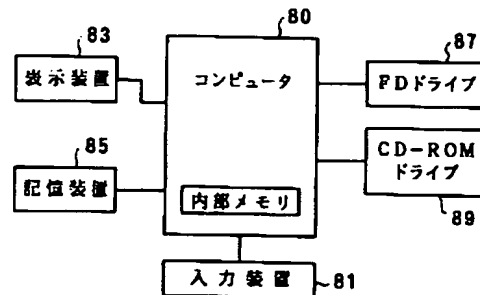 80
83
表示装置
コンピュータ
87
FDドライブ
85
記位装置
内部メモリ
CD-ROM
ドライブ
89
入力装置
81